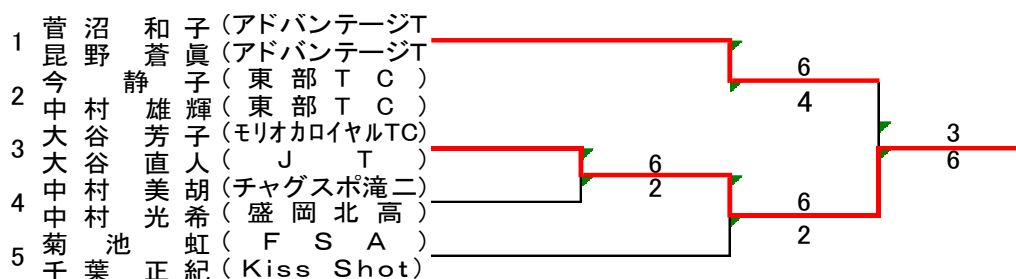 1 菅沼 和子 (アドバンテージT
昆野 蒼眞 (アドバンテージT
2 今 静子 (東部TC)
中村 雄輝 (東部TC)
3 大谷 芳子 (モリオカロイヤルTC)
大谷 直人 (JT)
4 中村 美胡 (チャグスポ滝二)
中村 光希 (盛岡北高)
5 菊池 虹 (FSA)
千葉 正紀 (Kiss Shot)
6
4
6
2
6
2
3
6